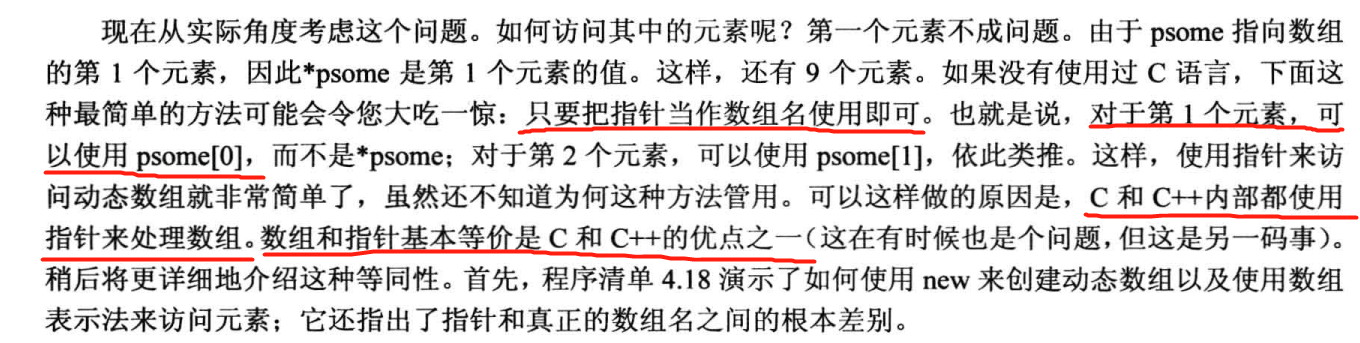 现在从实际角度考虑这个问题。如何访问其中的元素呢？第一个元素不成问题。由于 psome 指向数组
的第 1 个元素，因此*psome 是第 1 个元素的值。这样，还有 9 个元素。如果没有使用过 C 语言，下面这
种最简单的方法可能会令您大吃一惊：只要把指针当作数组名使用即可。也就是说，对于第 1 个元素，可
以使用 psome[0]，而不是*psome；对于第 2 个元素，可以使用 psome[1]，依此类推。这样，使用指针来访
问动态数组就非常简单了，虽然还不知道为何这种方法管用。可以这样做的原因是，C 和 C++内部都使用
指针来处理数组。数组和指针基本等价是 C 和 C++的优点之一（这在有时候也是个问题，但这是另一码事）。
稍后将更详细地介绍这种等同性。首先，程序清单 4.18 演示了如何使用 new 来创建动态数组以及使用数组
表示法来访问元素；它还指出了指针和真正的数组名之间的根本差别。